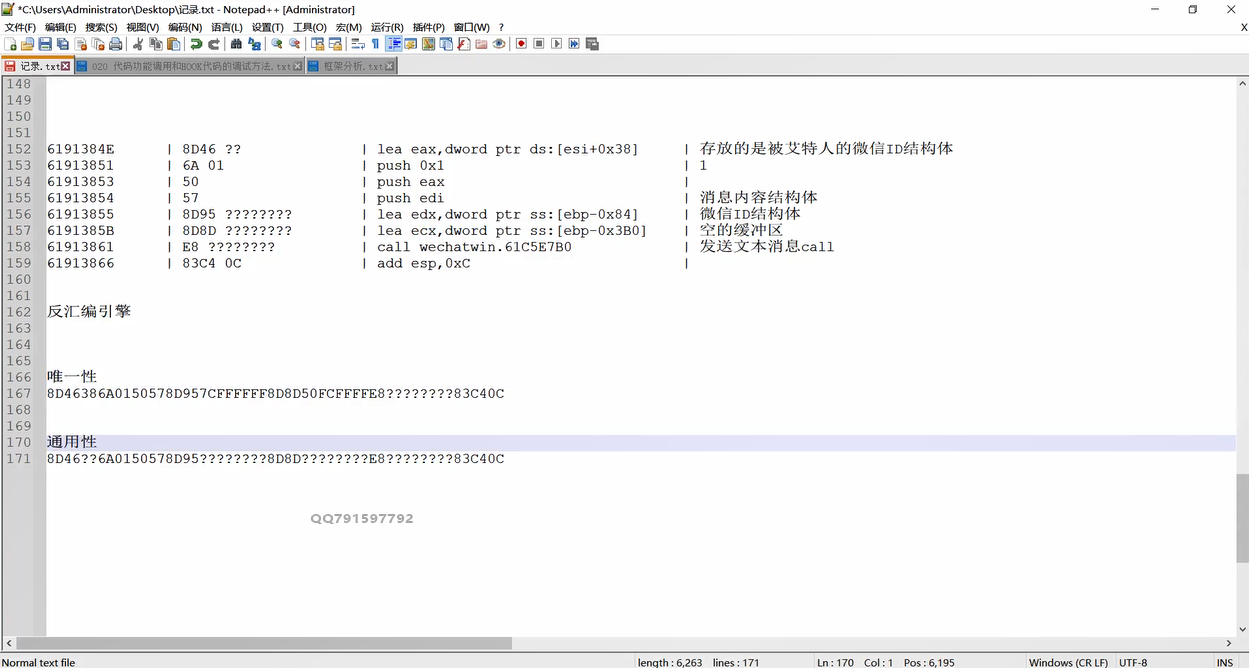 *C:\Users\Administrator\Desktop\记录.txt - Notepad++ [Administrator]
文件(F) 编辑(E) 搜索(S) 视图(V) 编码(N) 语言(L) 设置(T) 工具(O) 宏(M) 运行(R) 插件(P) 窗口(W) ? X
记录.txt 020 代码功能调用和HOOK代码的调试方法.txt 框架分析.txt
148
149
150
151
152 6191384E | 8D46 ?? | lea eax,dword ptr ds:[esi+0x38] | 存放的是被艾特人的微信ID结构体
153 61913851 | 6A 01 | push 0x1 | 1
154 61913853 | 50 | push eax |
155 61913854 | 57 | push edi | 消息内容结构体
156 61913855 | 8D95 ???????? | lea edx,dword ptr ss:[ebp-0x84] | 微信ID结构体
157 6191385B | 8D8D ???????? | lea ecx,dword ptr ss:[ebp-0x3B0] | 空的缓冲区
158 61913861 | E8 ???????? | call wechatwin.61C5E7B0 | 发送文本消息call
159 61913866 | 83C4 0C | add esp,0xC |
160
161
162 反汇编引擎
163
164
165
166 唯一性
167 8D46386A0150578D957CFFFFFF8D8D50FCFFFFE8????????83C40C
168
169
170 通用性
171 8D46??6A0150578D95????????8D8D????????E8????????83C40C
QQ791597792
Normal text file length : 6,263 lines : 171 Ln : 170 Col : 1 Pos : 6,195 Windows (CR LF) UTF-8 INS